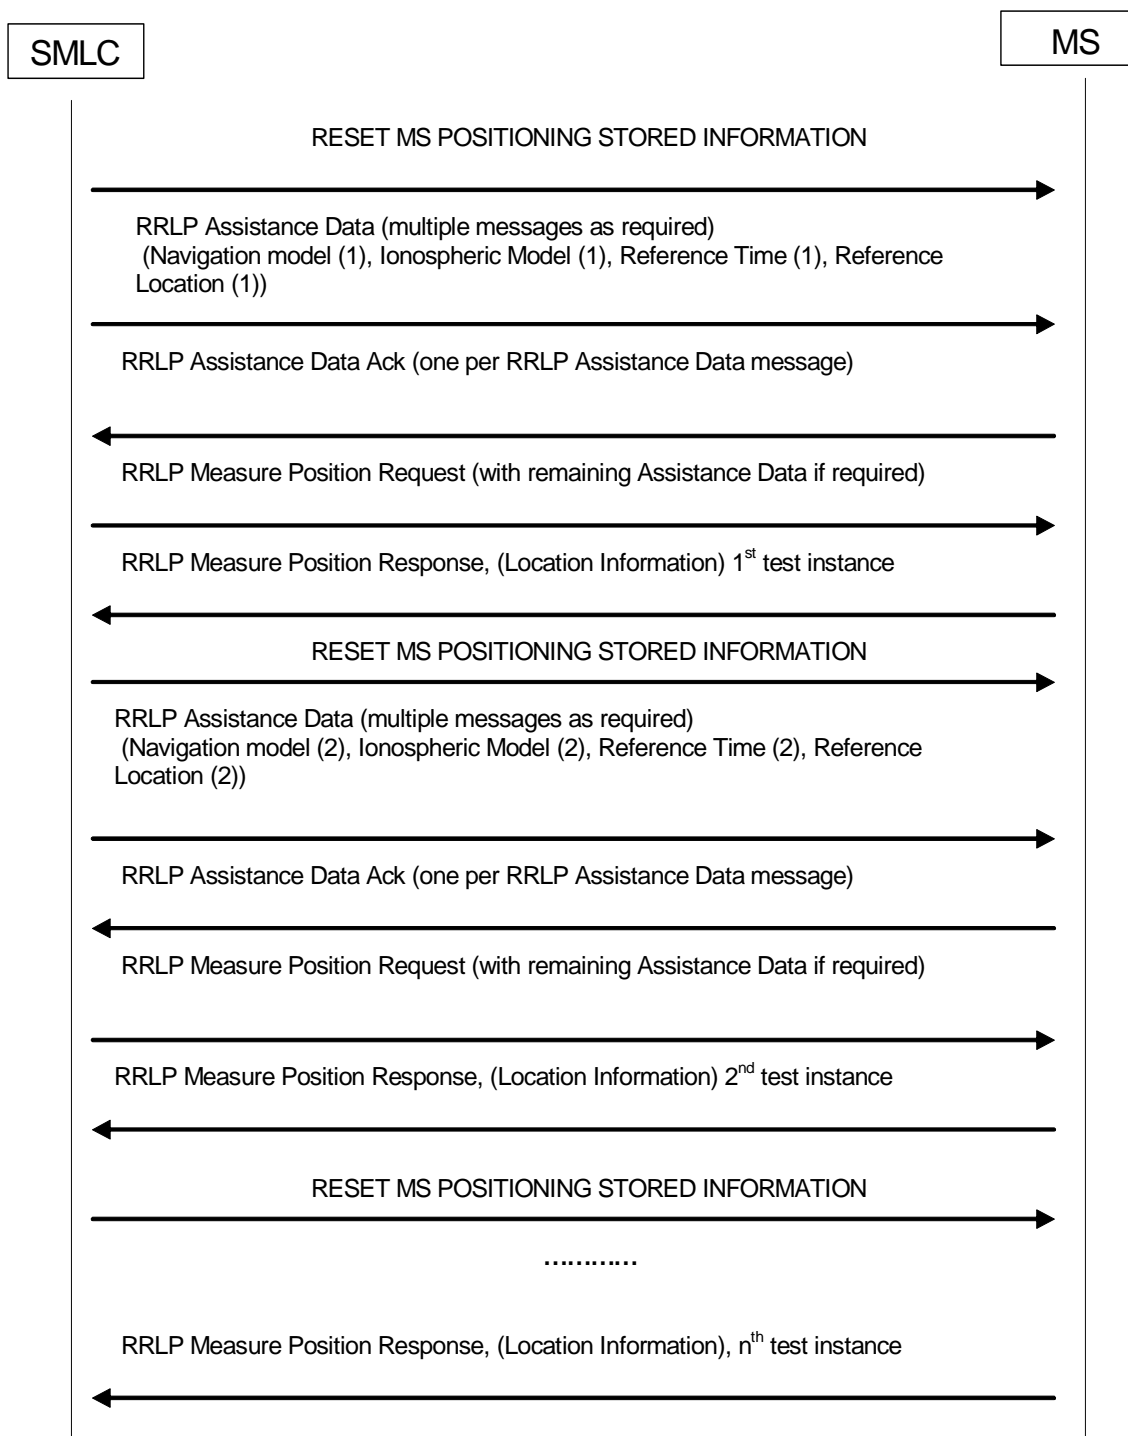 SMLC
MS
RESET MS POSITIONING STORED INFORMATION
RRLP Assistance Data (multiple messages as required)
(Navigation model (1), Ionospheric Model (1), Reference Time (1), Reference
Location (1))
RRLP Assistance Data Ack (one per RRLP Assistance Data message)
RRLP Measure Position Request (with remaining Assistance Data if required)
RRLP Measure Position Response, (Location Information) 1st test instance
RESET MS POSITIONING STORED INFORMATION
RRLP Assistance Data (multiple messages as required)
(Navigation model (2), Ionospheric Model (2), Reference Time (2), Reference
Location (2))
RRLP Assistance Data Ack (one per RRLP Assistance Data message)
RRLP Measure Position Request (with remaining Assistance Data if required)
RRLP Measure Position Response, (Location Information) 2nd test instance
RESET MS POSITIONING STORED INFORMATION
…………
RRLP Measure Position Response, (Location Information), nth test instance